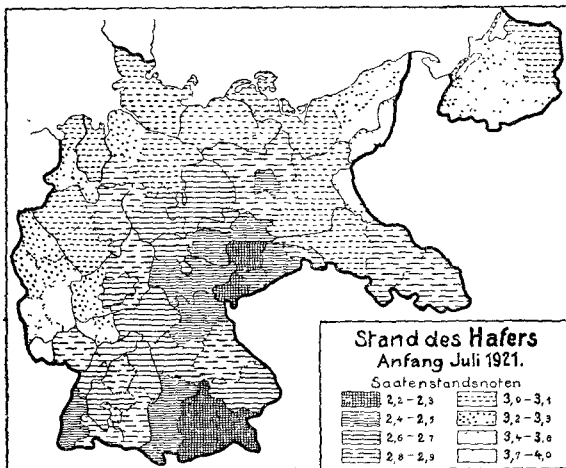 Stand des Hafers
Anfang Juli 1921.
Saatenstandsnoten
2,2-2,3 3,0-3,1
2,4-2,5 3,2-3,3
2,6-2,7 3,4-3,6
2,8-2,9 3,7-4,0